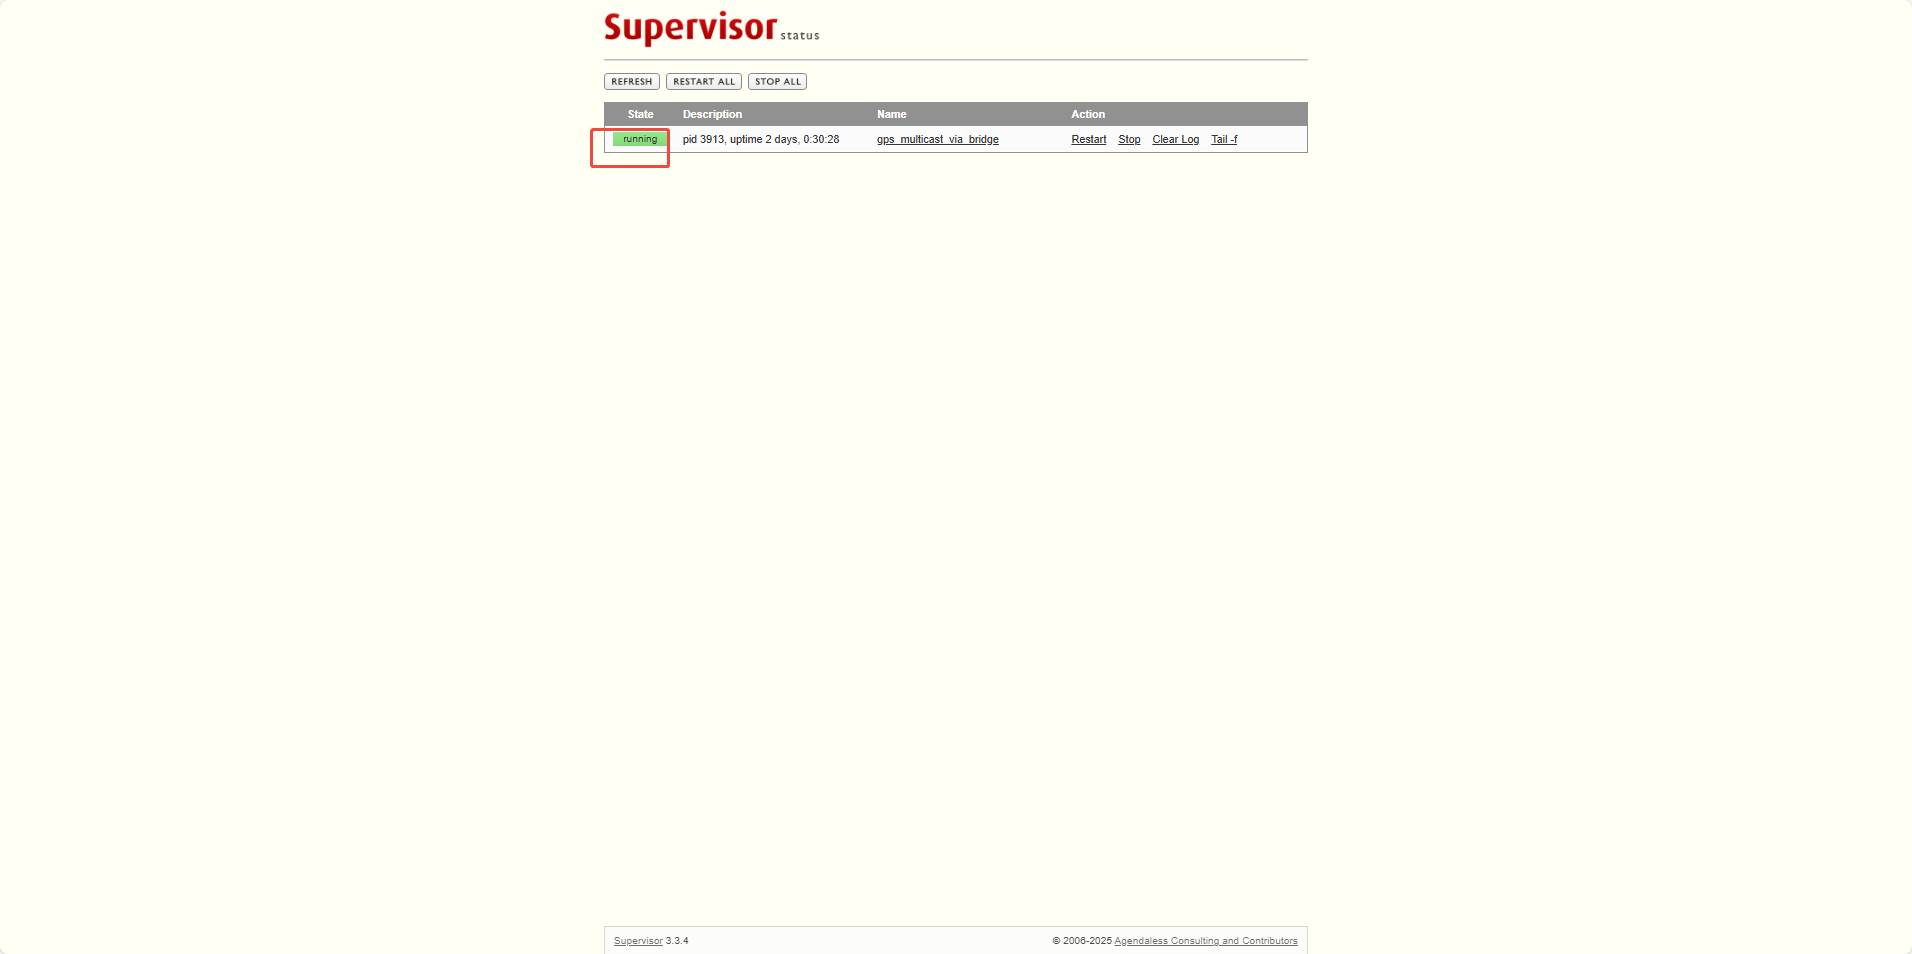 Supervisor status
REFRESH RESTART ALL STOP ALL
State Description Name Action
running pid 3913, uptime 2 days, 0:30:28 gps_multicast_via_bridge Restart Stop Clear Log Tail -f
Supervisor 3.3.4 © 2006-2025 Agendaless Consulting and Contributors